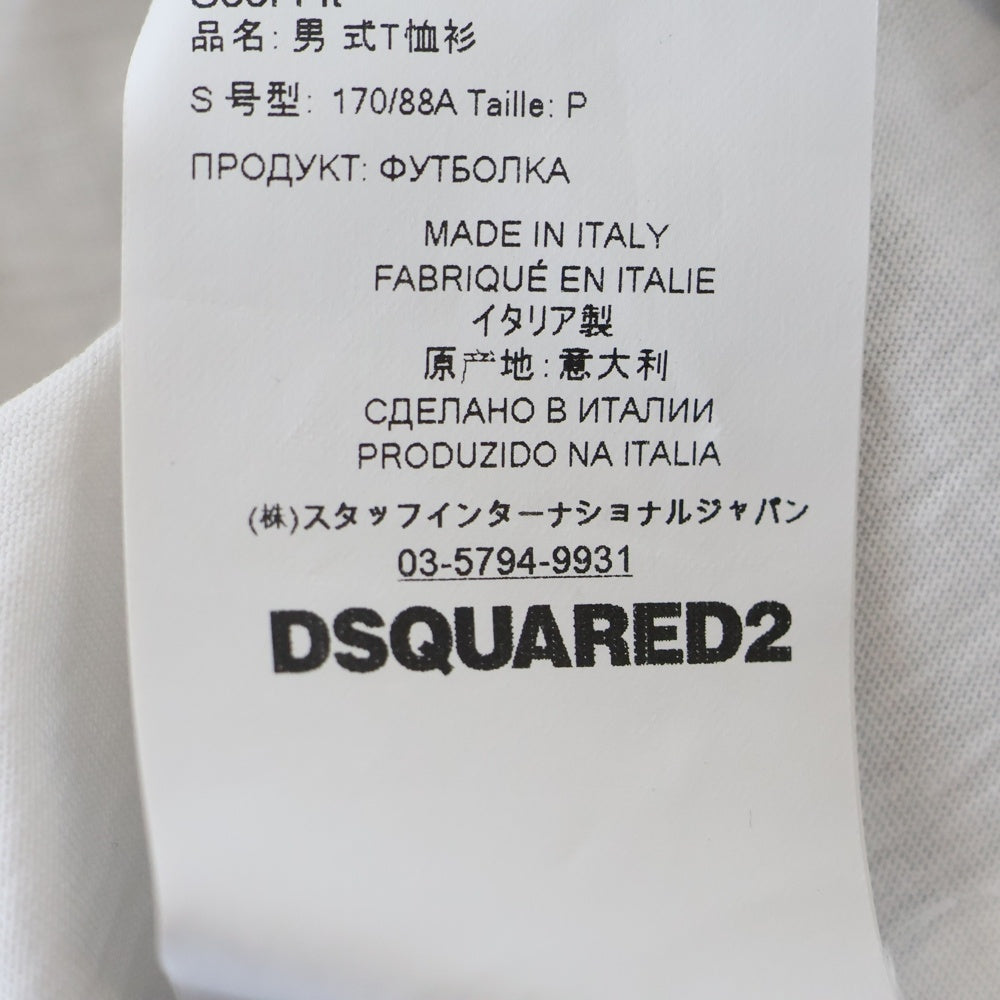 品名: 男 式T恤衫
S 号型: 170/88A Taille: P
ПРОДУКТ: ФУТБОЛКА
MADE IN ITALY
FABRIQUÉ EN ITALIE
イタリア製
原产地:意大利
СДЕЛАНО В ИТАЛИИ
PRODUZIDO NA ITALIA
(株)スタッフインターナショナルジャパン
03-5794-9931
DSQUARED2